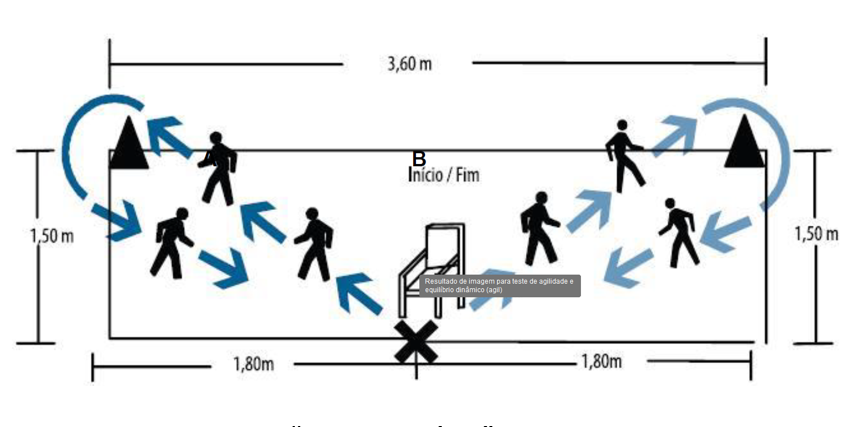 3,60 m
B
Início / Fim
1,50 m
1,50 m
Resultado de imagem para teste de agilidade e
equilíbrio dinâmico (agil)
1,80m
1,80m